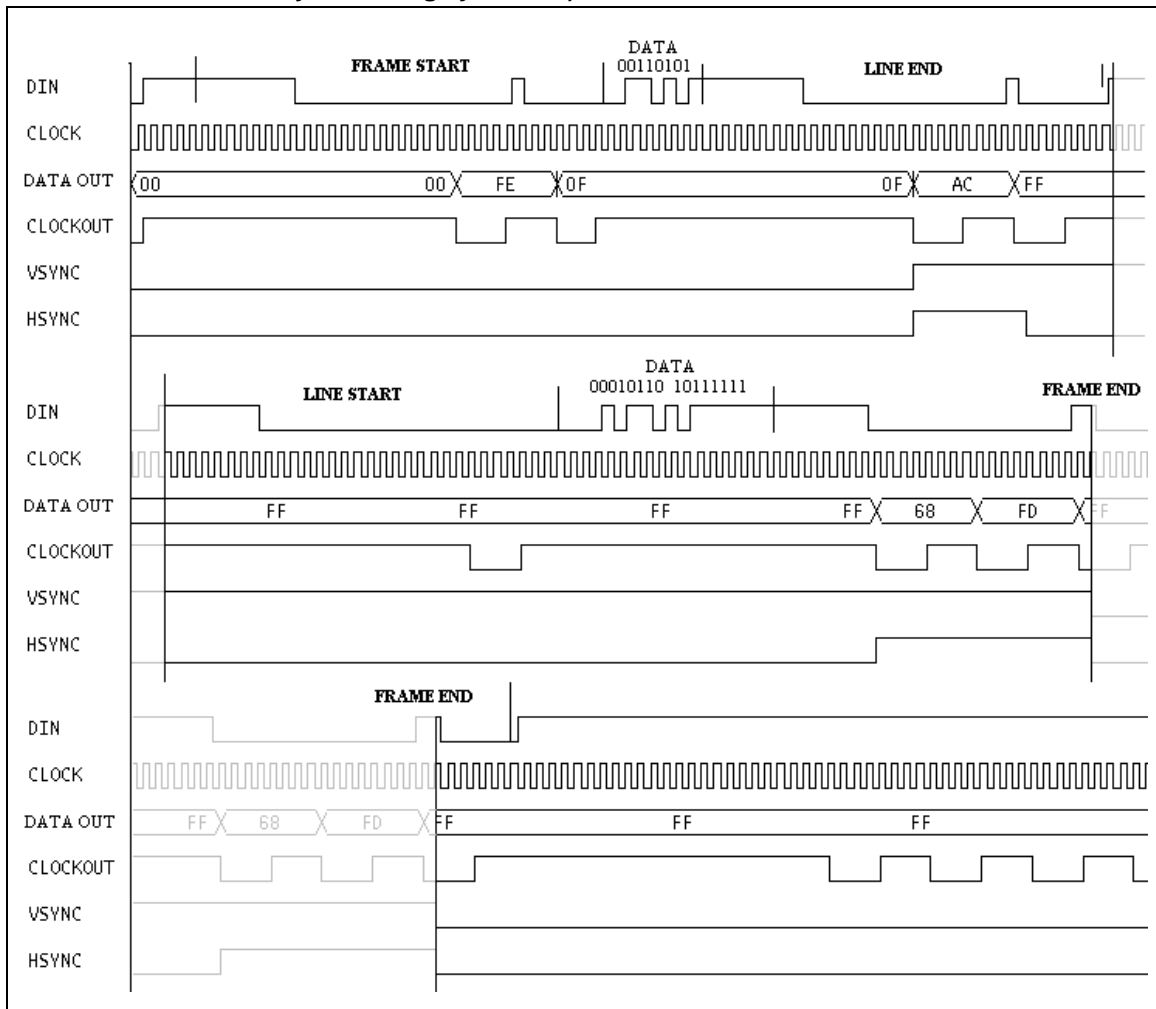 DATA
FRAME START 00110101 LINE END
DIN
CLOCK
DATA OUT 00 00 FE 0F 0F AC FF
CLOCKOUT
VSYNC
HSYNC
DATA
LINE START 00010110 10111111 FRAME END
DIN
CLOCK
DATA OUT FF FF FF FF 68 FD FF
CLOCKOUT
VSYNC
HSYNC
FRAME END
DIN
CLOCK
DATA OUT FF 68 FD FF FF FF
CLOCKOUT
VSYNC
HSYNC